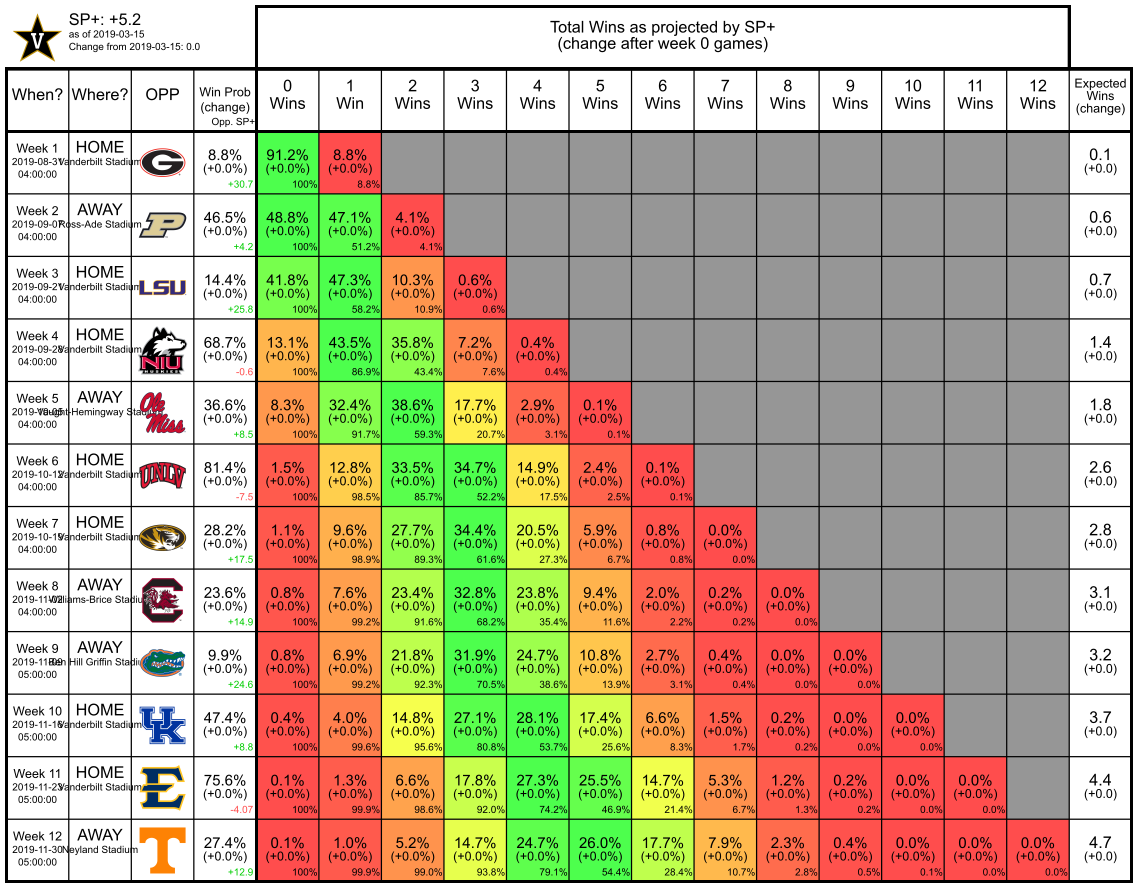 V
SP+: +5.2
as of 2019-03-15
Change from 2019-03-15: 0.0
Total Wins as projected by SP+
(change after week 0 games)
When? Where? OPP Win Prob (change) Opp. SP+ 0 Wins 1 Win 2 Wins 3 Wins 4 Wins 5 Wins 6 Wins 7 Wins 8 Wins 9 Wins 10 Wins 11 Wins 12 Wins Expected Wins (change)
Week 1 HOME G 8.8% 91.2% 8.8% 0.1
2019-08-31 Vanderbilt Stadium (+0.0%) (+0.0%) (+0.0%) (+0.0)
04:00:00 +30.7 100% 8.8%
Week 2 AWAY P 46.5% 48.8% 47.1% 4.1% 0.6
2019-09-07 Ross-Ade Stadium (+0.0%) (+0.0%) (+0.0%) (+0.0%) (+0.0)
04:00:00 +4.2 100% 51.2% 4.1%
Week 3 HOME LSU 14.4% 41.8% 47.3% 10.3% 0.6% 0.7
2019-09-21 Vanderbilt Stadium (+0.0%) (+0.0%) (+0.0%) (+0.0%) (+0.0%) (+0.0)
04:00:00 +25.8 100% 58.2% 10.9% 0.6%
Week 4 HOME NIU HUSKIES 68.7% 13.1% 43.5% 35.8% 7.2% 0.4% 1.4
2019-09-28 Vanderbilt Stadium (+0.0%) (+0.0%) (+0.0%) (+0.0%) (+0.0%) (+0.0%) (+0.0)
04:00:00 -0.6 100% 86.9% 43.4% 7.6% 0.4%
Week 5 AWAY Ole Miss 36.6% 8.3% 32.4% 38.6% 17.7% 2.9% 0.1% 1.8
2019-10-05 Vaught-Hemingway Stadium (+0.0%) (+0.0%) (+0.0%) (+0.0%) (+0.0%) (+0.0%) (+0.0%) (+0.0)
04:00:00 +8.5 100% 91.7% 59.3% 20.7% 3.1% 0.1%
Week 6 HOME UNLV 81.4% 1.5% 12.8% 33.5% 34.7% 14.9% 2.4% 0.1% 2.6
2019-10-12 Vanderbilt Stadium (+0.0%) (+0.0%) (+0.0%) (+0.0%) (+0.0%) (+0.0%) (+0.0%) (+0.0%) (+0.0)
04:00:00 -7.5 100% 98.5% 85.7% 52.2% 17.5% 2.5% 0.1%
Week 7 HOME 28.2% 1.1% 9.6% 27.7% 34.4% 20.5% 5.9% 0.8% 0.0% 2.8
2019-10-19 Vanderbilt Stadium (+0.0%) (+0.0%) (+0.0%) (+0.0%) (+0.0%) (+0.0%) (+0.0%) (+0.0%) (+0.0%) (+0.0)
04:00:00 +17.5 100% 98.9% 89.3% 61.6% 27.3% 6.7% 0.8% 0.0%
Week 8 AWAY C 23.6% 0.8% 7.6% 23.4% 32.8% 23.8% 9.4% 2.0% 0.2% 0.0% 3.1
2019-11-02 Williams-Brice Stadium (+0.0%) (+0.0%) (+0.0%) (+0.0%) (+0.0%) (+0.0%) (+0.0%) (+0.0%) (+0.0%) (+0.0%) (+0.0)
04:00:00 +14.9 100% 99.2% 91.6% 68.2% 35.4% 11.6% 2.2% 0.2% 0.0%
Week 9 AWAY 9.9% 0.8% 6.9% 21.8% 31.9% 24.7% 10.8% 2.7% 0.4% 0.0% 0.0% 3.2
2019-11-09 Ben Hill Griffin Stadium (+0.0%) (+0.0%) (+0.0%) (+0.0%) (+0.0%) (+0.0%) (+0.0%) (+0.0%) (+0.0%) (+0.0%) (+0.0%) (+0.0)
05:00:00 +24.6 100% 99.2% 92.3% 70.5% 38.6% 13.9% 3.1% 0.4% 0.0% 0.0%
Week 10 HOME UK 47.4% 0.4% 4.0% 14.8% 27.1% 28.1% 17.4% 6.6% 1.5% 0.2% 0.0% 0.0% 3.7
2019-11-16 Vanderbilt Stadium (+0.0%) (+0.0%) (+0.0%) (+0.0%) (+0.0%) (+0.0%) (+0.0%) (+0.0%) (+0.0%) (+0.0%) (+0.0%) (+0.0%) (+0.0)
05:00:00 +8.8 100% 99.6% 95.6% 80.8% 53.7% 25.6% 8.3% 1.7% 0.2% 0.0% 0.0%
Week 11 HOME E 75.6% 0.1% 1.3% 6.6% 17.8% 27.3% 25.5% 14.7% 5.3% 1.2% 0.2% 0.0% 0.0% 4.4
2019-11-23 Vanderbilt Stadium (+0.0%) (+0.0%) (+0.0%) (+0.0%) (+0.0%) (+0.0%) (+0.0%) (+0.0%) (+0.0%) (+0.0%) (+0.0%) (+0.0%) (+0.0%) (+0.0)
05:00:00 -4.07 100% 99.9% 98.6% 92.0% 74.2% 46.9% 21.4% 6.7% 1.3% 0.2% 0.0% 0.0%
Week 12 AWAY T 27.4% 0.1% 1.0% 5.2% 14.7% 24.7% 26.0% 17.7% 7.9% 2.3% 0.4% 0.0% 0.0% 0.0% 4.7
2019-11-30 Neyland Stadium (+0.0%) (+0.0%) (+0.0%) (+0.0%) (+0.0%) (+0.0%) (+0.0%) (+0.0%) (+0.0%) (+0.0%) (+0.0%) (+0.0%) (+0.0%) (+0.0%) (+0.0)
05:00:00 +12.9 100% 99.9% 99.0% 93.8% 79.1% 54.4% 28.4% 10.7% 2.8% 0.5% 0.1% 0.0% 0.0%